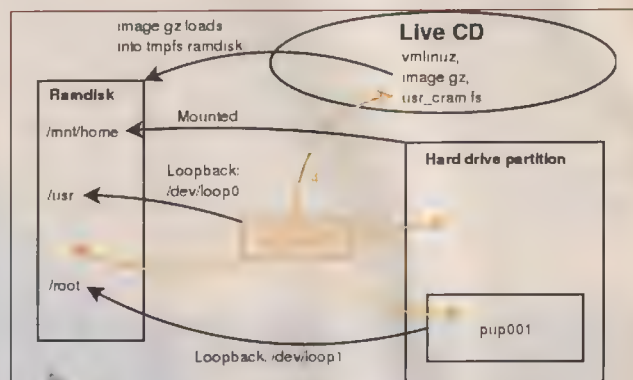 image gz loads
into tmpfs ramdisk
Live CD
vmlinuz,
image gz,
usr_cram fs
Ramdisk
/mnt/home
Mounted
Hard drive partition
Loopback:
/dev/loop0
/usr
/root
pup001
Loopback. /dev/loop1